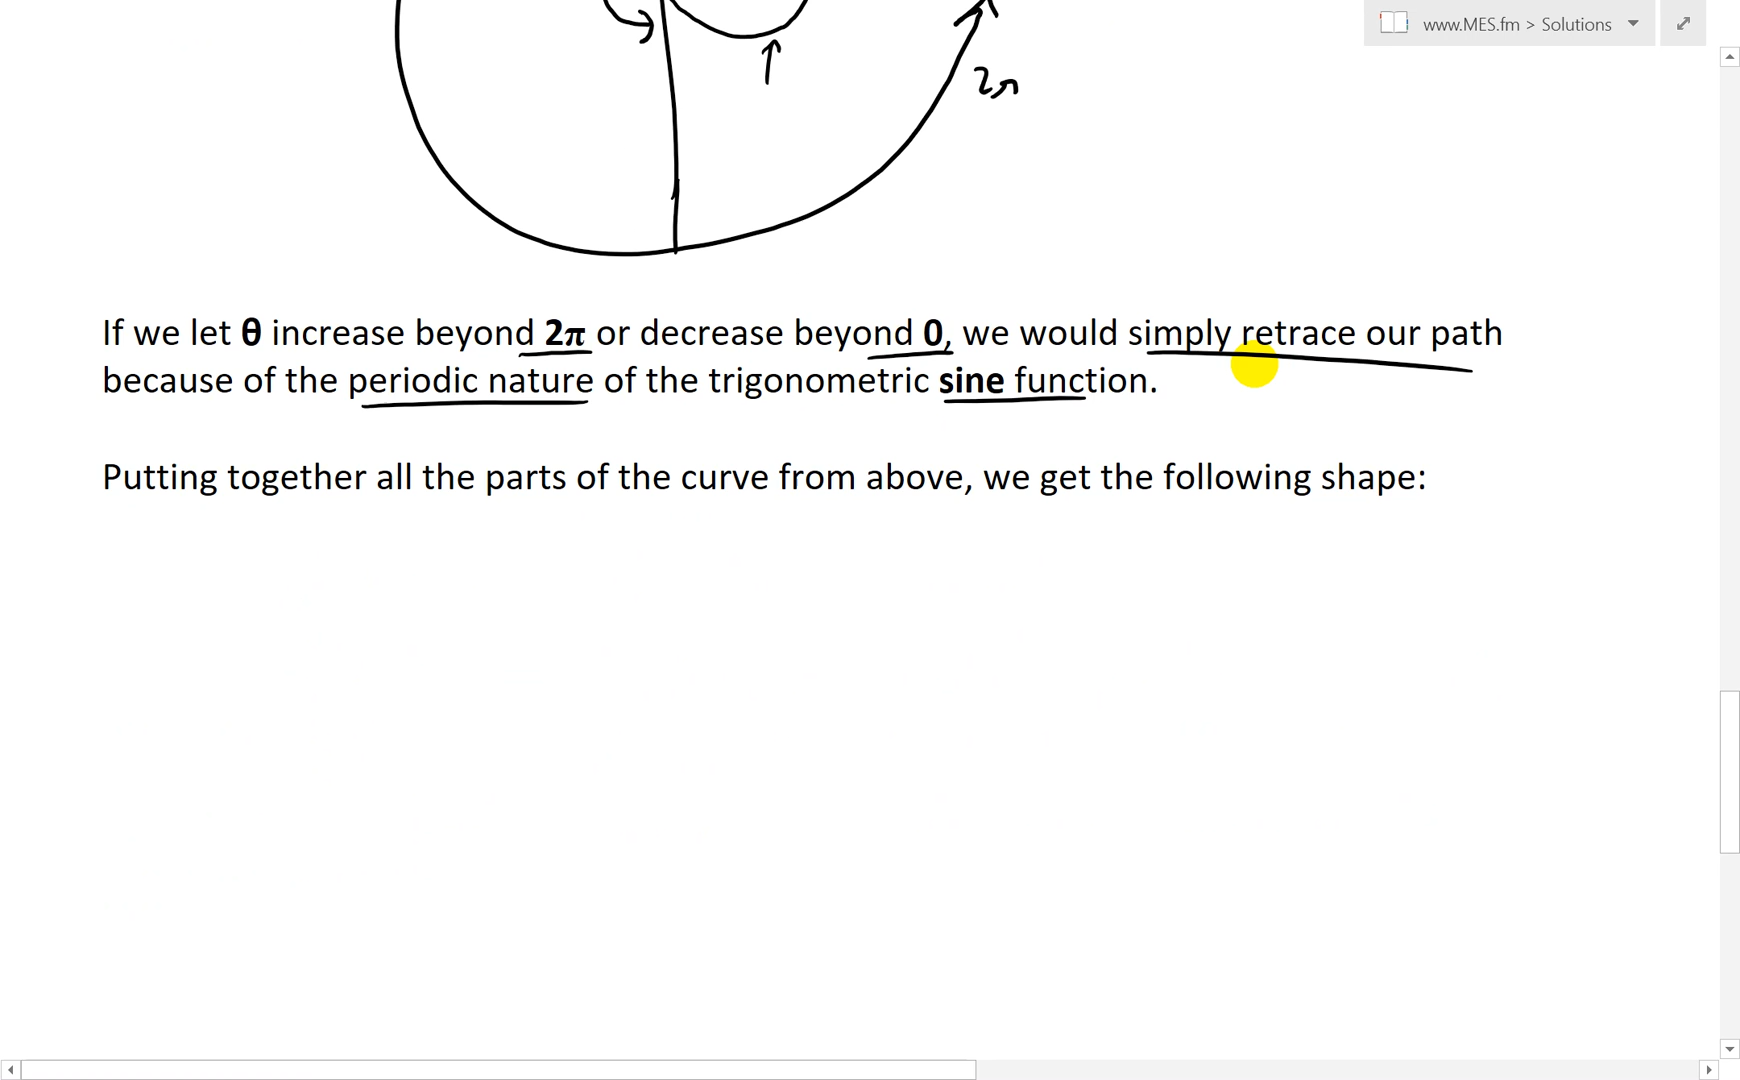 www.MES.fm > Solutions
2π
If we let θ increase beyond 2π or decrease beyond 0, we would simply retrace our path
because of the periodic nature of the trigonometric sine function.
Putting together all the parts of the curve from above, we get the following shape: